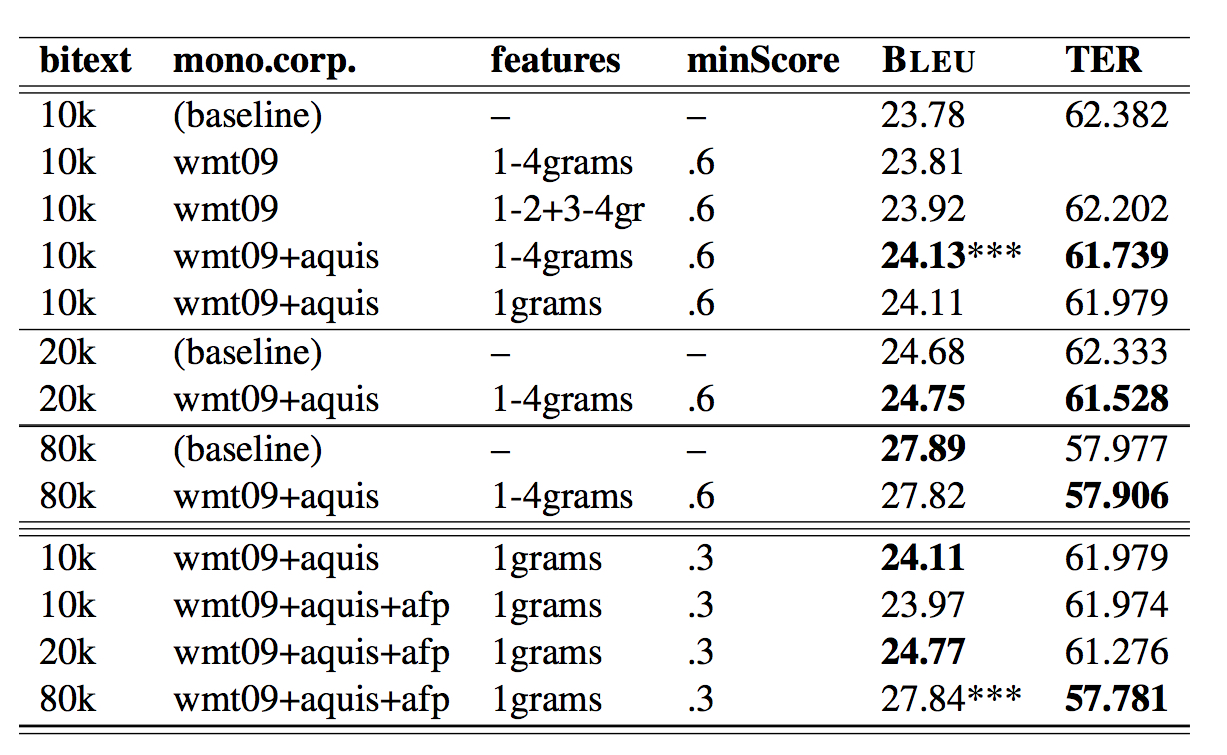 bitext mono.corp. features minScore BLEU TER
10k (baseline) – – 23.78 62.382
10k wmt09 1-4grams .6 23.81
10k wmt09 1-2+3-4gr .6 23.92 62.202
10k wmt09+aquis 1-4grams .6 24.13*** 61.739
10k wmt09+aquis 1grams .6 24.11 61.979
20k (baseline) – – 24.68 62.333
20k wmt09+aquis 1-4grams .6 24.75 61.528
80k (baseline) – – 27.89 57.977
80k wmt09+aquis 1-4grams .6 27.82 57.906
10k wmt09+aquis 1grams .3 24.11 61.979
10k wmt09+aquis+afp 1grams .3 23.97 61.974
20k wmt09+aquis+afp 1grams .3 24.77 61.276
80k wmt09+aquis+afp 1grams .3 27.84*** 57.781